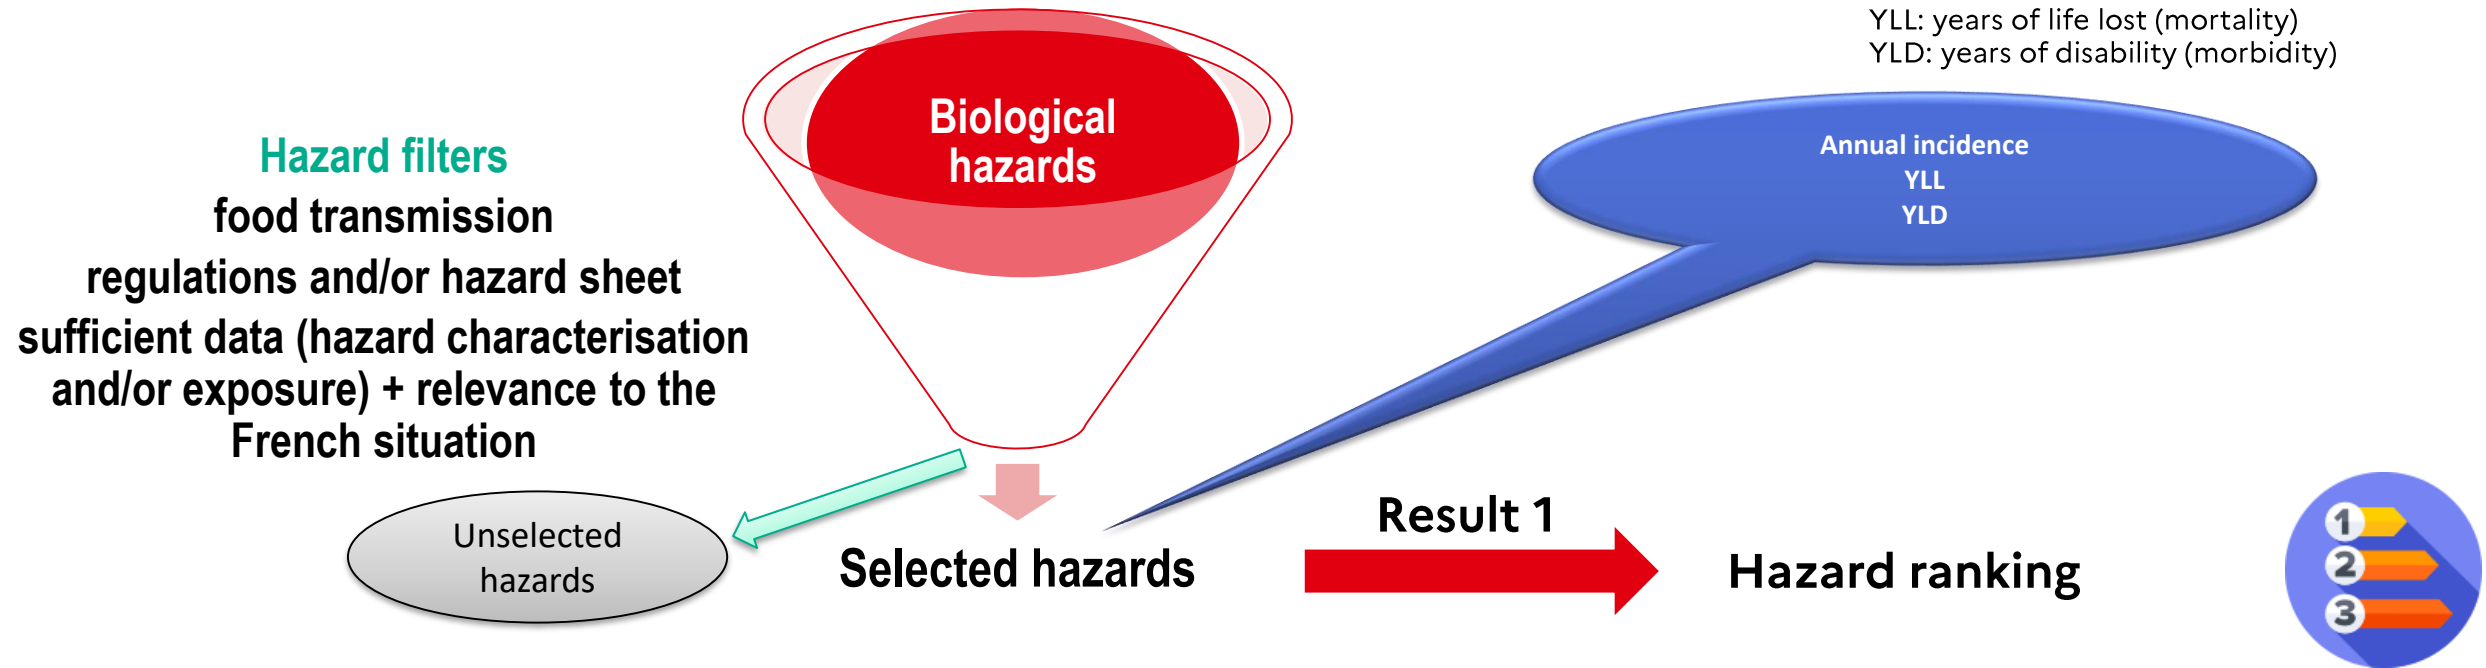 YLL: years of life lost (mortality)
YLD: years of disability (morbidity)
Biological
hazards
Annual incidence
YLL
YLD
Hazard filters
food transmission
regulations and/or hazard sheet
sufficient data (hazard characterisation
and/or exposure) + relevance to the
French situation
Unselected
hazards
Selected hazards
Result 1
Hazard ranking
1
2
3